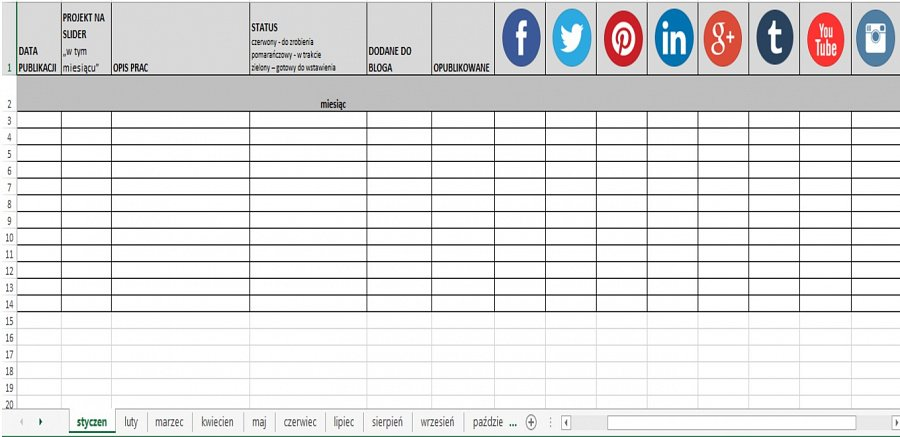 DATA
PUBLIKACJI
PROJEKT NA
SLIDER
„w tym
miesiącu"
OPIS PRAC
STATUS
czerwony - do zrobienia
pomarańczowy - w trakcie
zielony – gotowy do wstawienia
DODANE DO
BLOGA
OPUBLIKOWANE
f
p
in
g+
t
You
Tube
1
2
miesiąc
3
4
5
6
7
8
9
10
11
12
13
14
15
16
17
18
19
20
styczen luty marzec kwiecien maj czerwiec lipiec sierpień wrzesień paździe ...